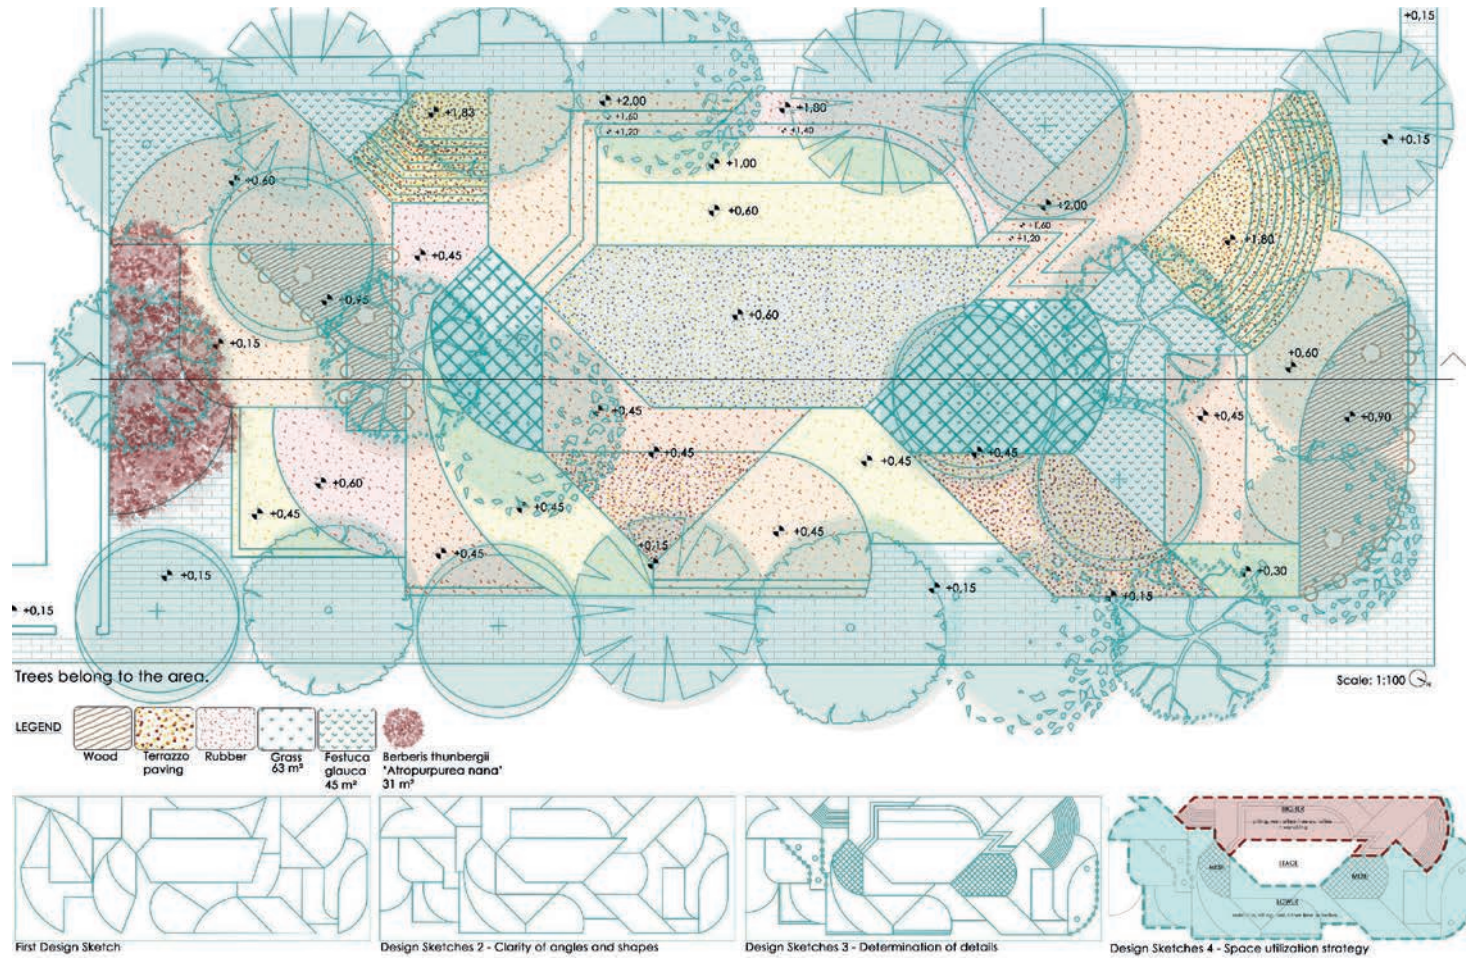 +0,15
+1,83
+2,00
+1,80
+1,60
+1,20
+1,40
+0,15
+1,00
+0,60
+0,60
+2,00
+1,60
+1,20
+1,80
+0,45
+0,95
+0,60
+0,15
+0,60
+0,45
+0,45
+0,90
+0,45
+0,45
+0,45
+0,60
+0,45
+0,45
+0,45
+0,45
+0,15
+0,30
+0,15
+0,15
+0,15
+0,15
Trees belong to the area.
Scale: 1:100
LEGEND
Wood
Terrazzo
paving
Rubber
Grass
63 m²
Festuca
glauca
45 m²
Berberis thunbergii
"Atropurpurea nana"
31 m²
HIGHER
STAGE
MESH
MESH
LOWER
First Design Sketch
Design Sketches 2 - Clarity of angles and shapes
Design Sketches 3 - Determination of details
Design Sketches 4 - Space utilization strategy